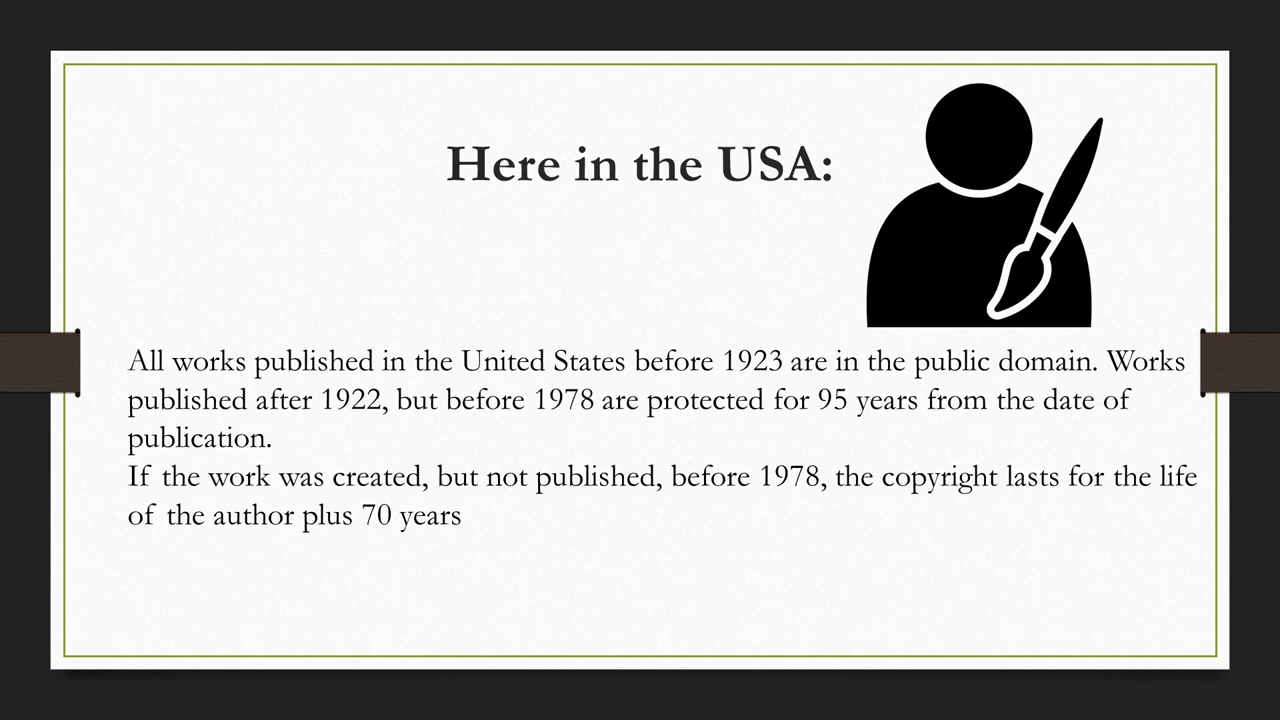 Here in the USA:
All works published in the United States before 1923 are in the public domain. Works
published after 1922, but before 1978 are protected for 95 years from the date of
publication.
If the work was created, but not published, before 1978, the copyright lasts for the life
of the author plus 70 years